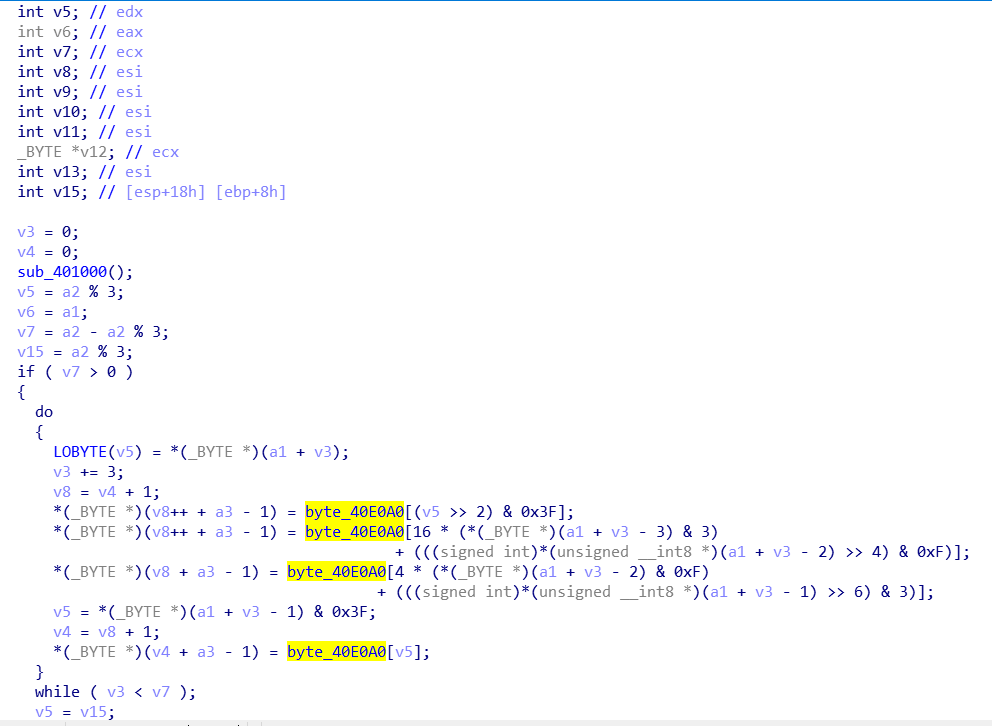 int v5; // edx
int v6; // eax
int v7; // ecx
int v8; // esi
int v9; // esi
int v10; // esi
int v11; // esi
_BYTE *v12; // ecx
int v13; // esi
int v15; // [esp+18h] [ebp+8h]
v3 = 0;
v4 = 0;
sub_401000();
v5 = a2 % 3;
v6 = a1;
v7 = a2 - a2 % 3;
v15 = a2 % 3;
if ( v7 > 0 )
{
do
{
LOBYTE(v5) = *(_BYTE *)(a1 + v3);
v3 += 3;
v8 = v4 + 1;
*(_BYTE *)(v8++ + a3 - 1) = byte_40E0A0[(v5 >> 2) & 0x3F];
*(_BYTE *)(v8++ + a3 - 1) = byte_40E0A0[16 * (*(_BYTE *)(a1 + v3 - 3) & 3)
+ (((signed int)*(unsigned __int8 *)(a1 + v3 - 2) >> 4) & 0xF)];
*(_BYTE *)(v8 + a3 - 1) = byte_40E0A0[4 * (*(_BYTE *)(a1 + v3 - 2) & 0xF)
+ (((signed int)*(unsigned __int8 *)(a1 + v3 - 1) >> 6) & 3)];
v5 = *(_BYTE *)(a1 + v3 - 1) & 0x3F;
v4 = v8 + 1;
*(_BYTE *)(v4 + a3 - 1) = byte_40E0A0[v5];
}
while ( v3 < v7 );
v5 = v15;